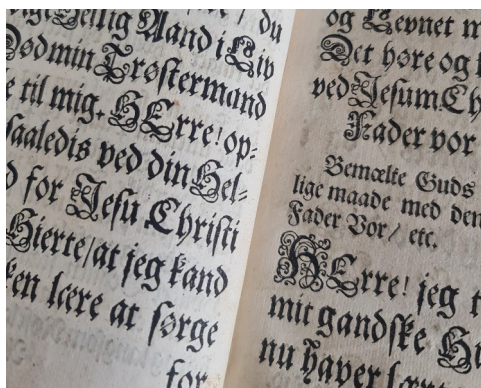 Hellig Aand i Liv
Død min Trøstermand
til mig. HErre! op-
saaledis ved din Hel-
for Jesu Christi
Hierte/at jeg kand
lære at sørge
for
og Levnet
Det høre og
ved Jesum Ch
Fader vor
Bemælte Guds
lige maade med den
Fader Vor/ etc.
HErre! jeg
mit gandske
nu haver